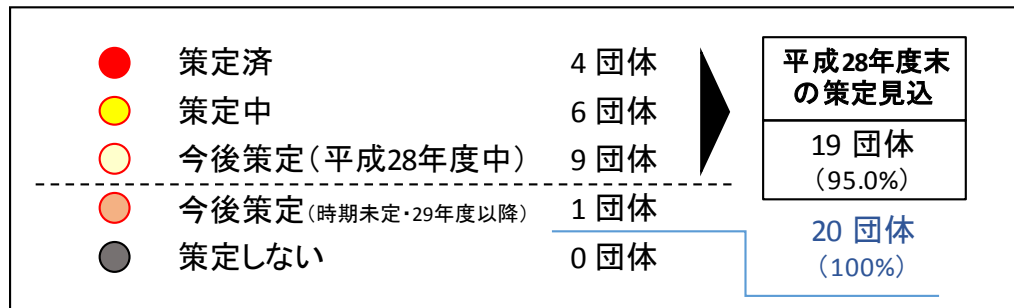 策定済 4 団体
策定中 6 団体
今後策定（平成28年度中） 9 団体
今後策定（時期未定・29年度以降） 1 団体
策定しない 0 団体
平成28年度末
の策定見込
19 団体
（95.0%）
20 団体
（100%）